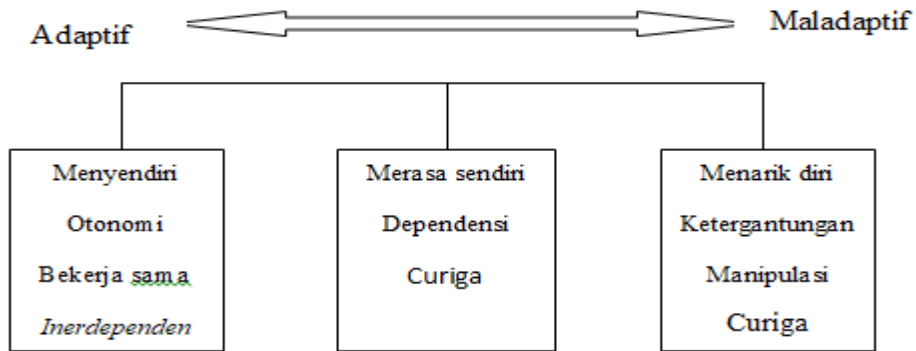 Adaptif
Maladaptif
Menyendiri
Otonomi
Bekerja sama
Inerdependen
Merasa sendiri
Dependensi
Curiga
Menarik diri
Ketergantungan
Manipulasi
Curiga